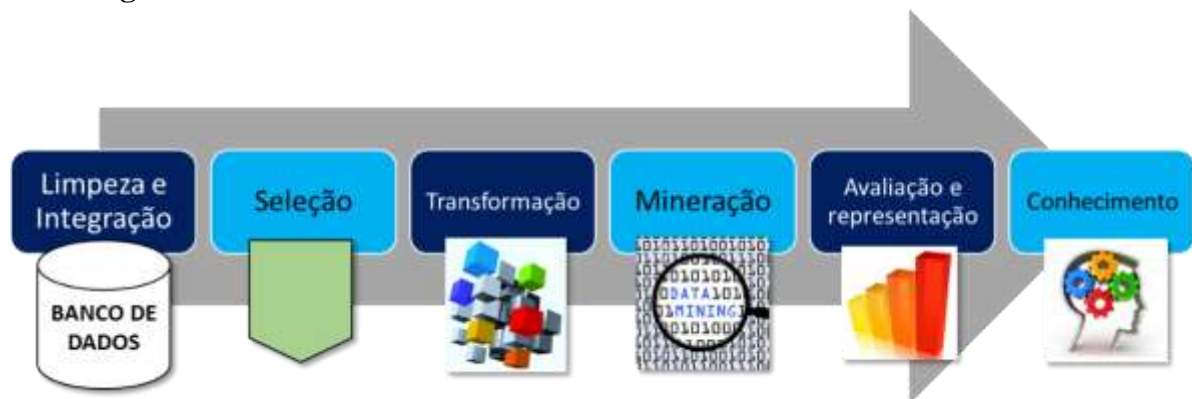 Limpeza e
Integração
Seleção
Transformação
Mineração
Avaliação e
representação
Conhecimento
BANCO DE
DADOS
DATA
MINING